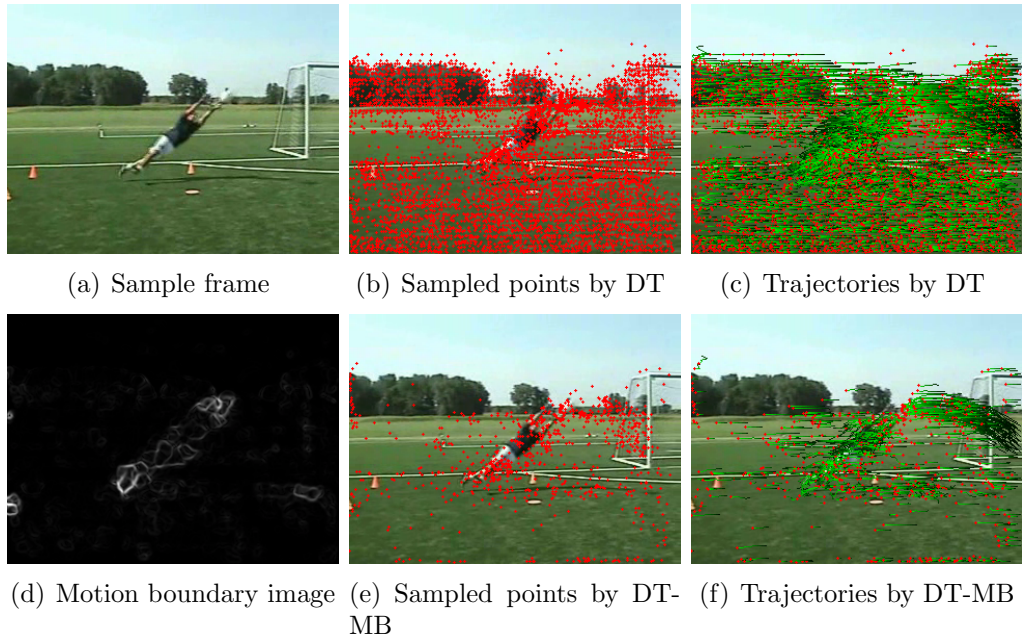 (a) Sample frame
(b) Sampled points by DT
(c) Trajectories by DT
(d) Motion boundary image
(e) Sampled points by DT-
MB
(f) Trajectories by DT-MB